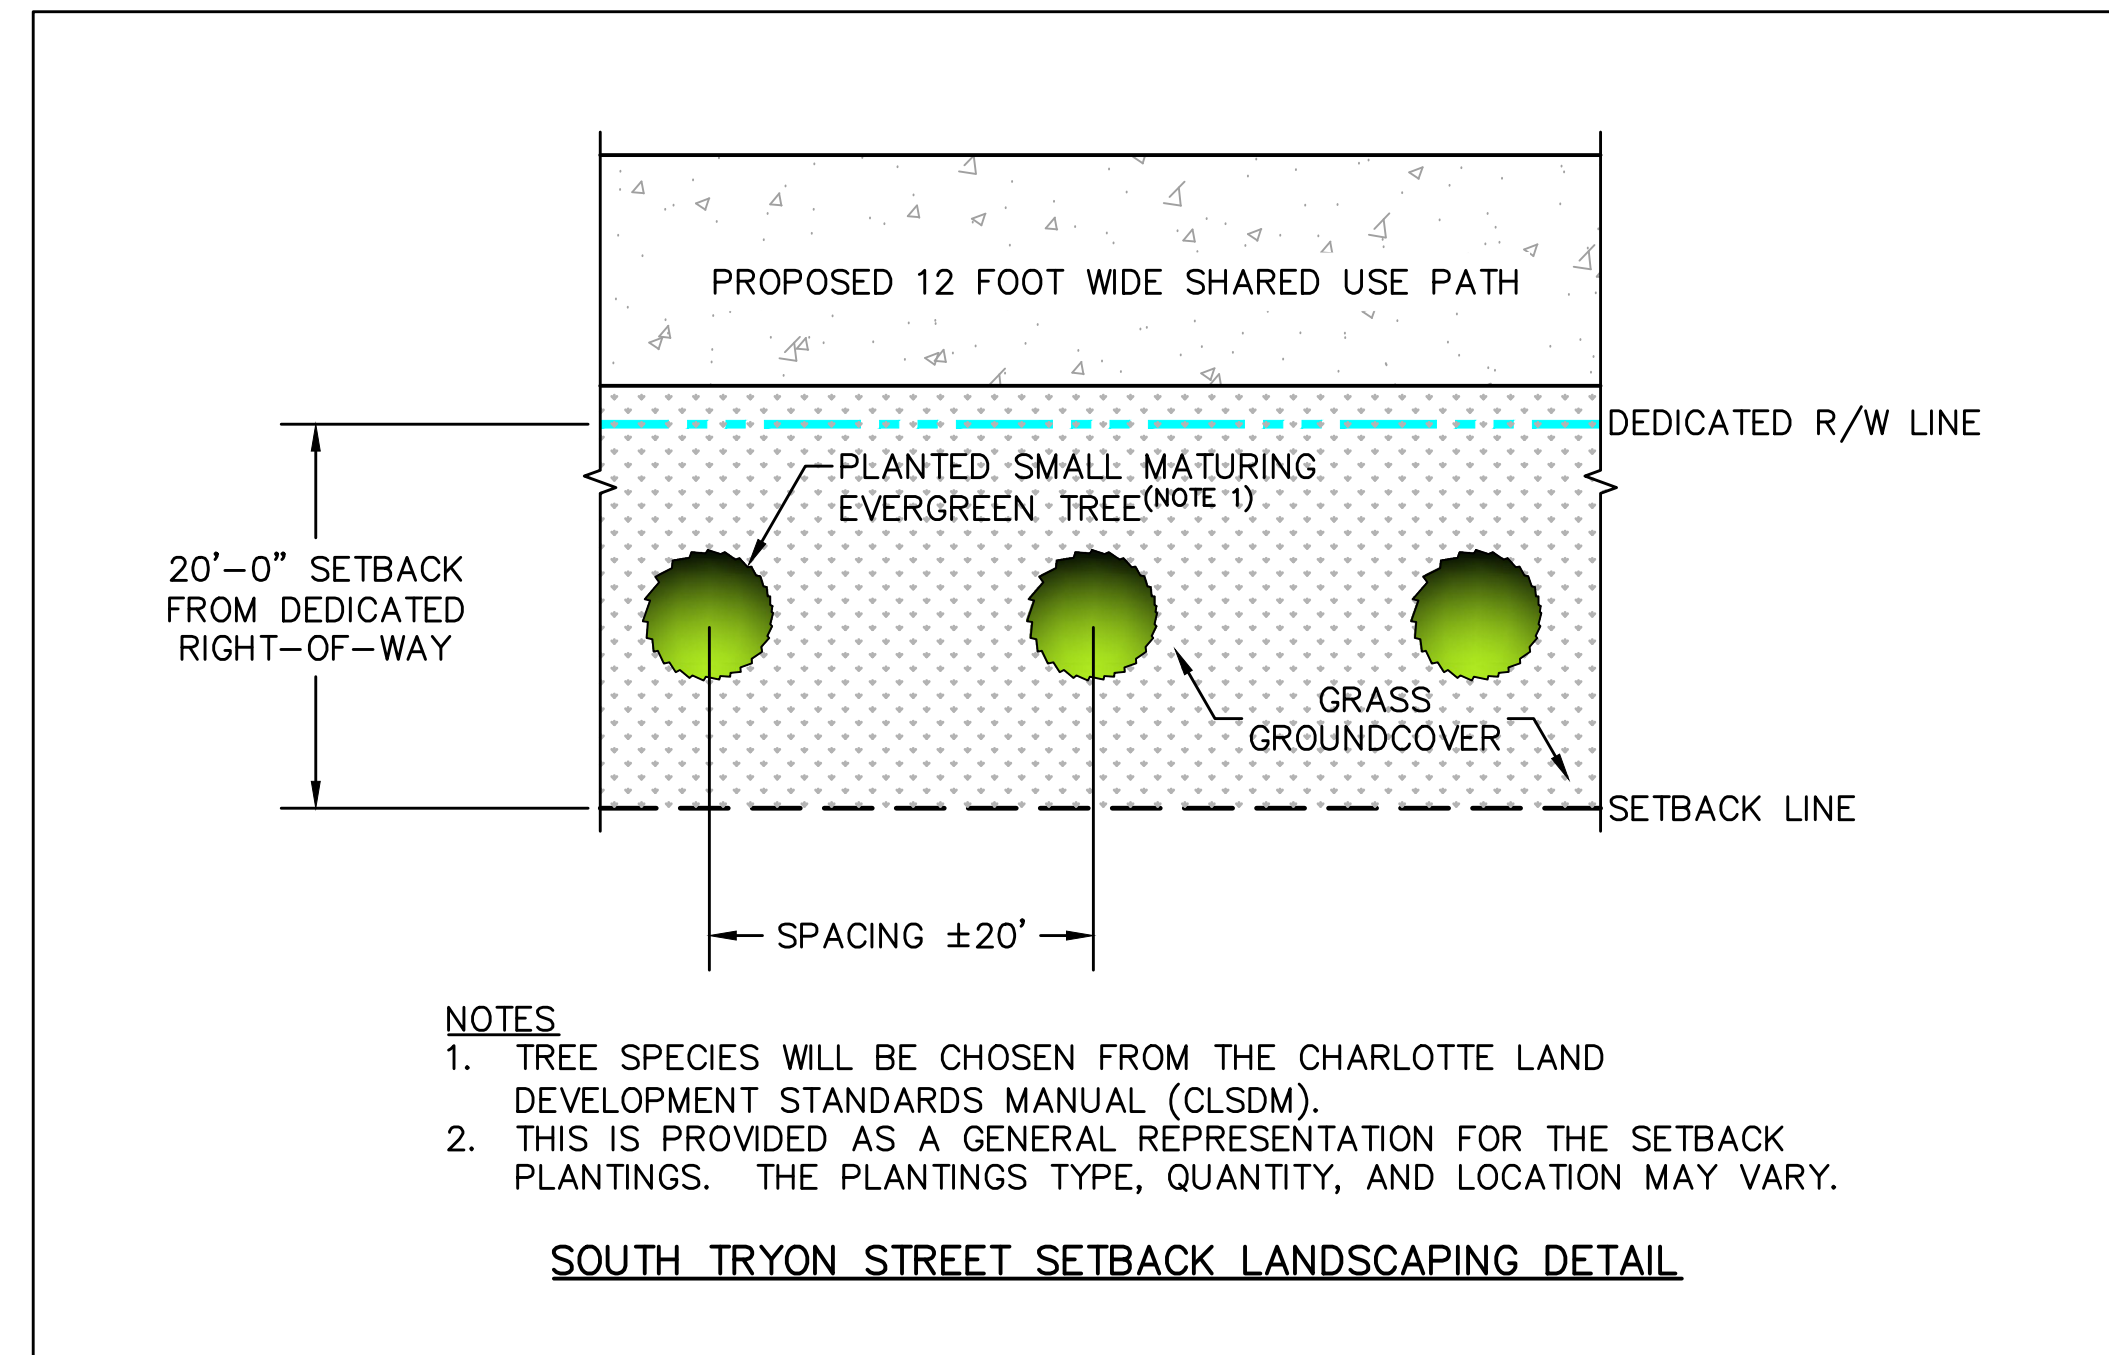 PROPOSED 12 FOOT WIDE SHARED USE PATH
DEDICATED R/W LINE
PLANTED SMALL MATURING
EVERGREEN TREE(NOTE 1)
20'-0" SETBACK
FROM DEDICATED
RIGHT-OF-WAY
GRASS
GROUNDCOVER
SETBACK LINE
SPACING ±20'
NOTES
1. TREE SPECIES WILL BE CHOSEN FROM THE CHARLOTTE LAND
DEVELOPMENT STANDARDS MANUAL (CLSDM).
2. THIS IS PROVIDED AS A GENERAL REPRESENTATION FOR THE SETBACK
PLANTINGS. THE PLANTINGS TYPE, QUANTITY, AND LOCATION MAY VARY.
SOUTH TRYON STREET SETBACK LANDSCAPING DETAIL